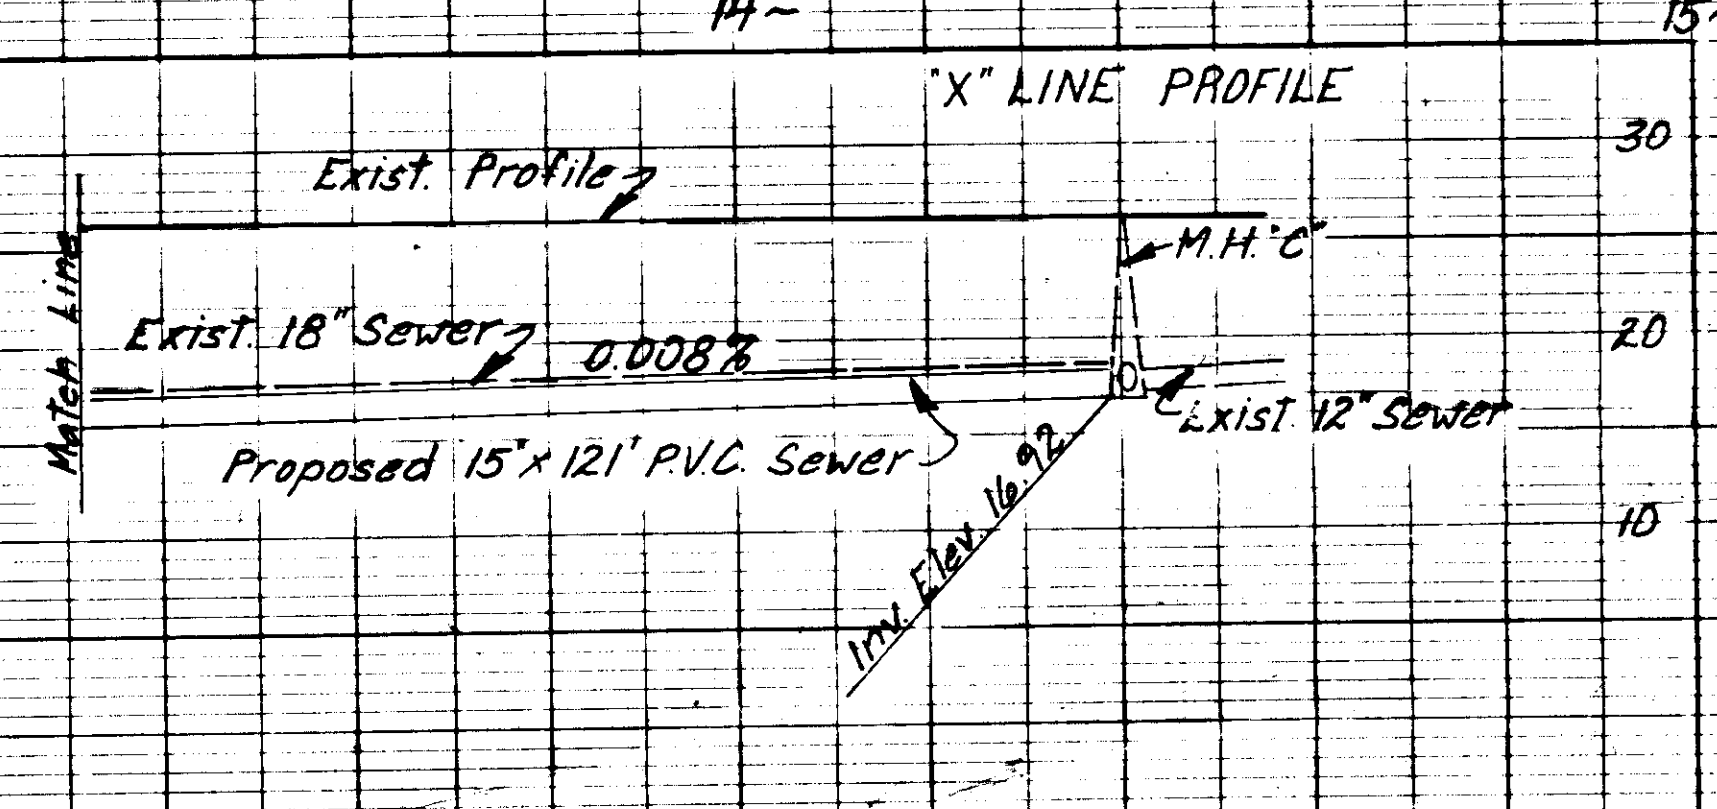 14~
15~
"X" LINE PROFILE
30
Exist. Profile
M.H. "C"
Match Line
Exist. 18" Sewer
0.008%
20
Exist. 12" Sewer
Proposed 15" x 121' P.V.C. Sewer
Inv. Elev. 16.92
10